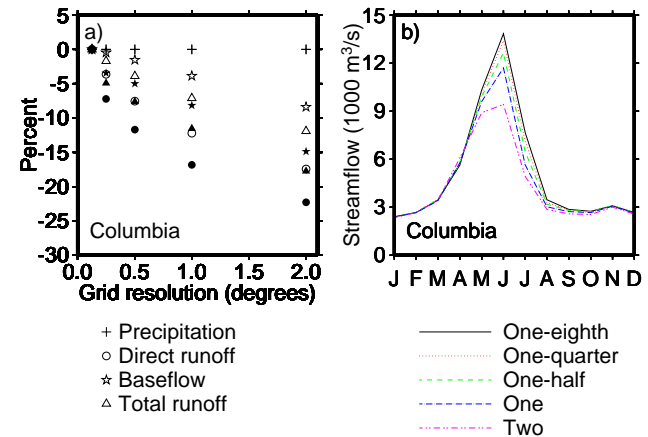 a)
5
0
-5
-10
-15
-20
-25
-30
Percent
Columbia
0.0 0.5 1.0 1.5 2.0
Grid resolution (degrees)
+ Precipitation
○ Direct runoff
☆ Baseflow
△ Total runoff
b)
15
12
9
6
3
0
Streamflow (1000 m³/s)
Columbia
J F M A M J J A S O N D
One-eighth
One-quarter
One-half
One
Two